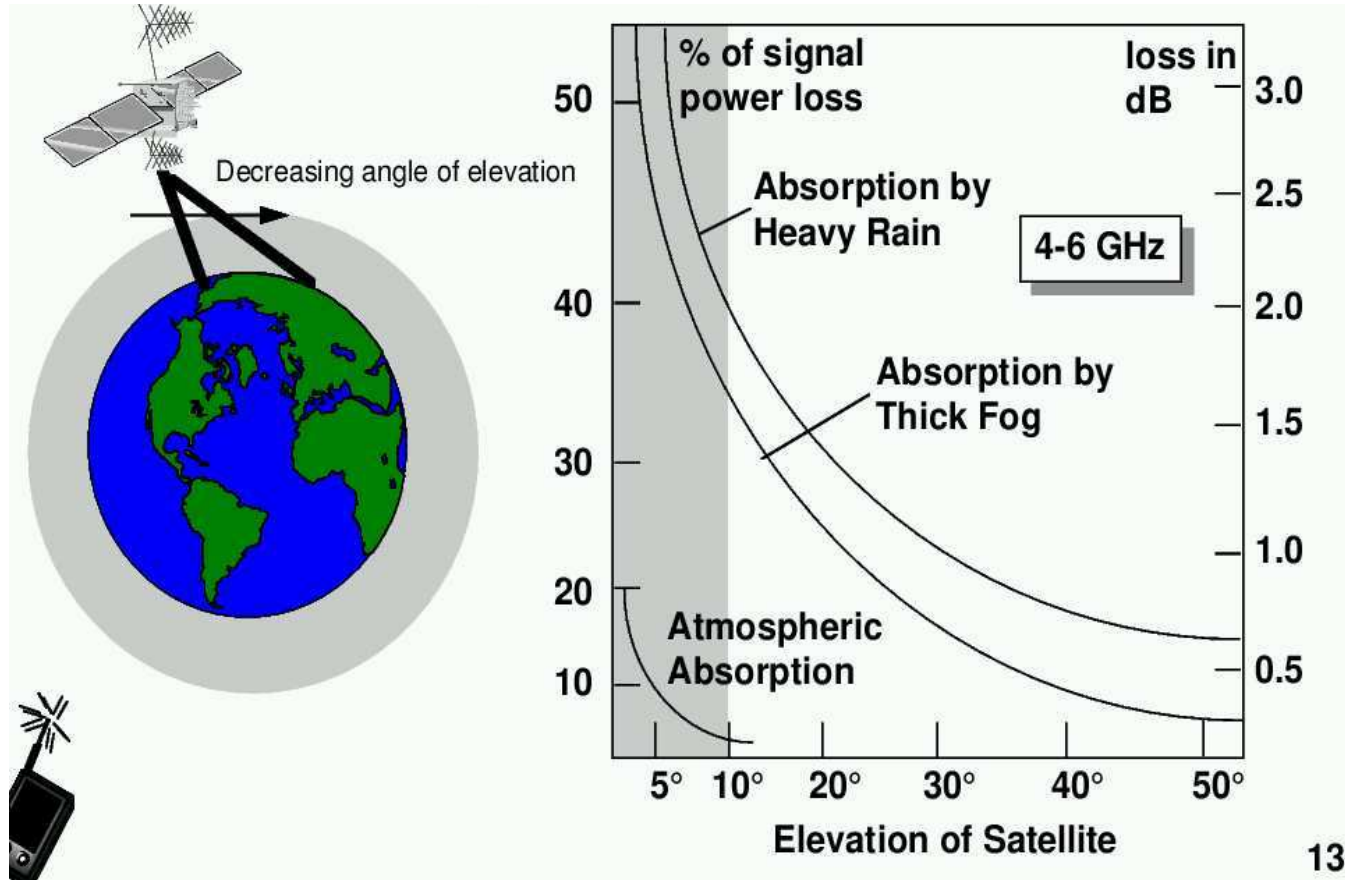 Decreasing angle of elevation
% of signal
power loss
loss in
dB
50
40
30
20
10
3.0
2.5
2.0
1.5
1.0
0.5
Absorption by
Heavy Rain
4-6 GHz
Absorption by
Thick Fog
Atmospheric
Absorption
5° 10° 20° 30° 40° 50°
Elevation of Satellite
13